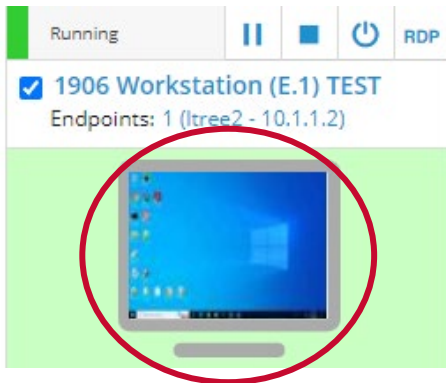 Running RDP
1906 Workstation (E.1) TEST
Endpoints: 1 (ltree2 - 10.1.1.2)